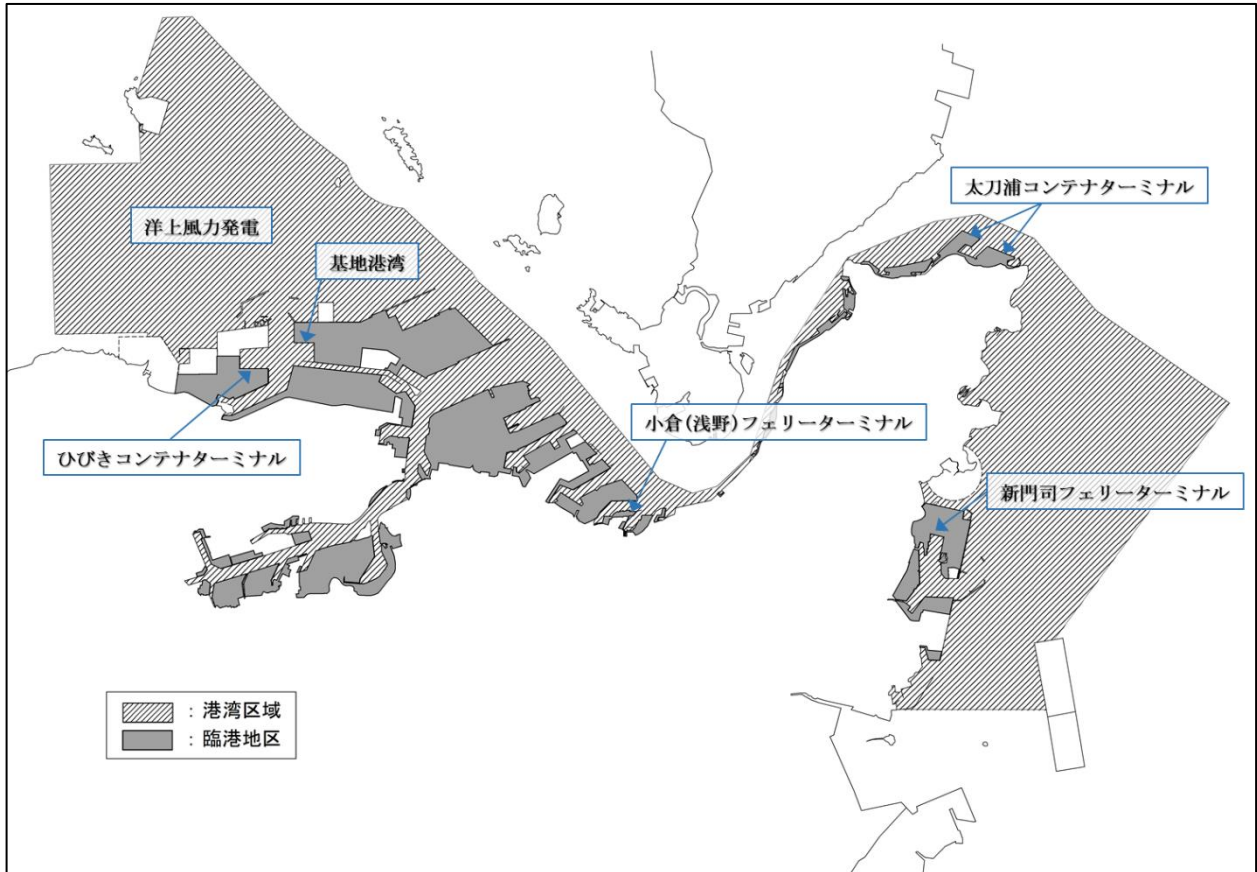 太刀浦コンテナターミナル
洋上風力発電
基地港湾
小倉(浅野)フェリーターミナル
ひびきコンテナターミナル
新門司フェリーターミナル
：港湾区域
：臨港地区